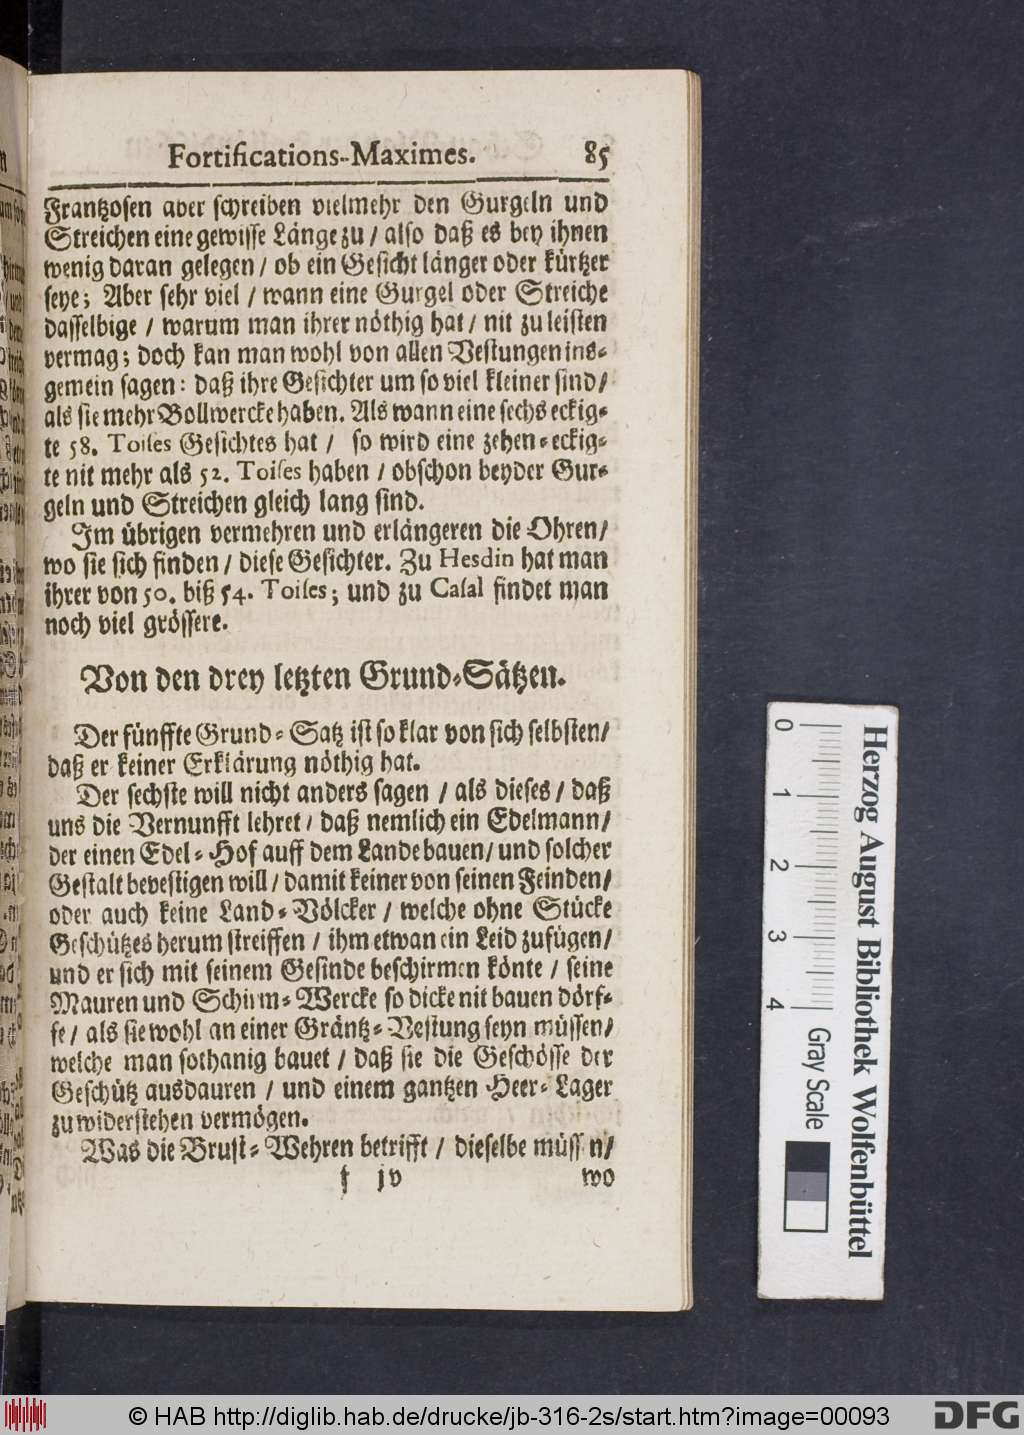 Fortifications-Maximes. 85
Frantzosen aber schreiben vielmehr den Gurgeln und
Streichen eine gewisse Länge zu / also daß es bey ihnen
wenig daran gelegen / ob ein Gesicht länger oder kürtzer
seye; Aber sehr viel / wann eine Gurgel oder Streiche
dasselbige / warum man ihrer nöthig hat / nit zu leisten
vermag; doch kan man wohl von allen Vestungen ins-
gemein sagen: daß ihre Gesichter um so viel kleiner sind /
als sie mehr Bollwercke haben. Als wann eine sechs eckig-
te 58. Toises Gesichtes hat / so wird eine zehen-eckig-
te nit mehr als 52. Toises haben / obschon beyder Gur-
geln und Streichen gleich lang sind.
Im übrigen vermehren und erlängeren die Ohren /
wo sie sich finden / diese Gesichter. Zu Hesdin hat man
ihrer von 50. biß 54. Toises; und zu Casal findet man
noch viel grössere.
Von den drey letzten Grund-Sätzen.
Der fünffte Grund-Satz ist so klar von sich selbsten /
daß er keiner Erklärung nöthig hat.
Der sechste will nicht anders sagen / als dieses / daß
uns die Vernunfft lehret / daß nemlich ein Edelmann /
der einen Edel-Hof auff dem Lande bauen / und solcher
Gestalt bevestigen will / damit keiner von seinen Feinden /
oder auch keine Land-Völcker / welche ohne Stücke
Geschützes herum streiffen / ihm etwan ein Leid zufügen /
und er sich mit seinem Gesinde beschirmen könte / seine
Mauren und Schirm-Wercke so dicke nit bauen dörf-
fe / als sie wohl an einer Gräntz-Vestung seyn müssen /
welche man sothanig bauet / daß sie die Geschösse der
Geschütz ausdauren / und einem gantzen Heer-Lager
zu widerstehen vermögen.
Was die Brust-Wehren betrifft / dieselbe müssen /
f jv wo
0 1 2 3 4
Gray Scale
Herzog August Bibliothek Wolfenbüttel
© HAB http://diglib.hab.de/drucke/jb-316-2s/start.htm?image=00093
DFG